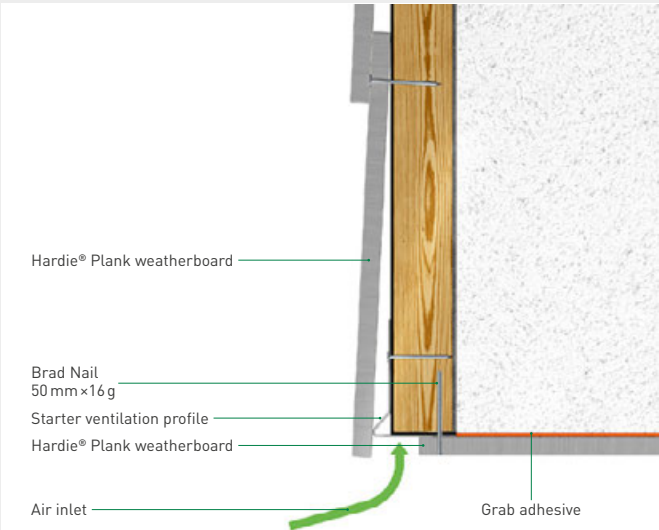 Hardie® Plank weatherboard
Brad Nail
50 mm×16 g
Starter ventilation profile
Hardie® Plank weatherboard
Air inlet
Grab adhesive